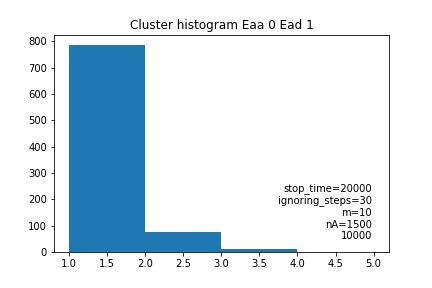 Cluster histogram Eaa 0 Ead 1
800
700
600
500
400
300
200
100
0
stop_time=20000
ignoring_steps=30
m=10
nA=1500
10000
1.0 1.5 2.0 2.5 3.0 3.5 4.0 4.5 5.0